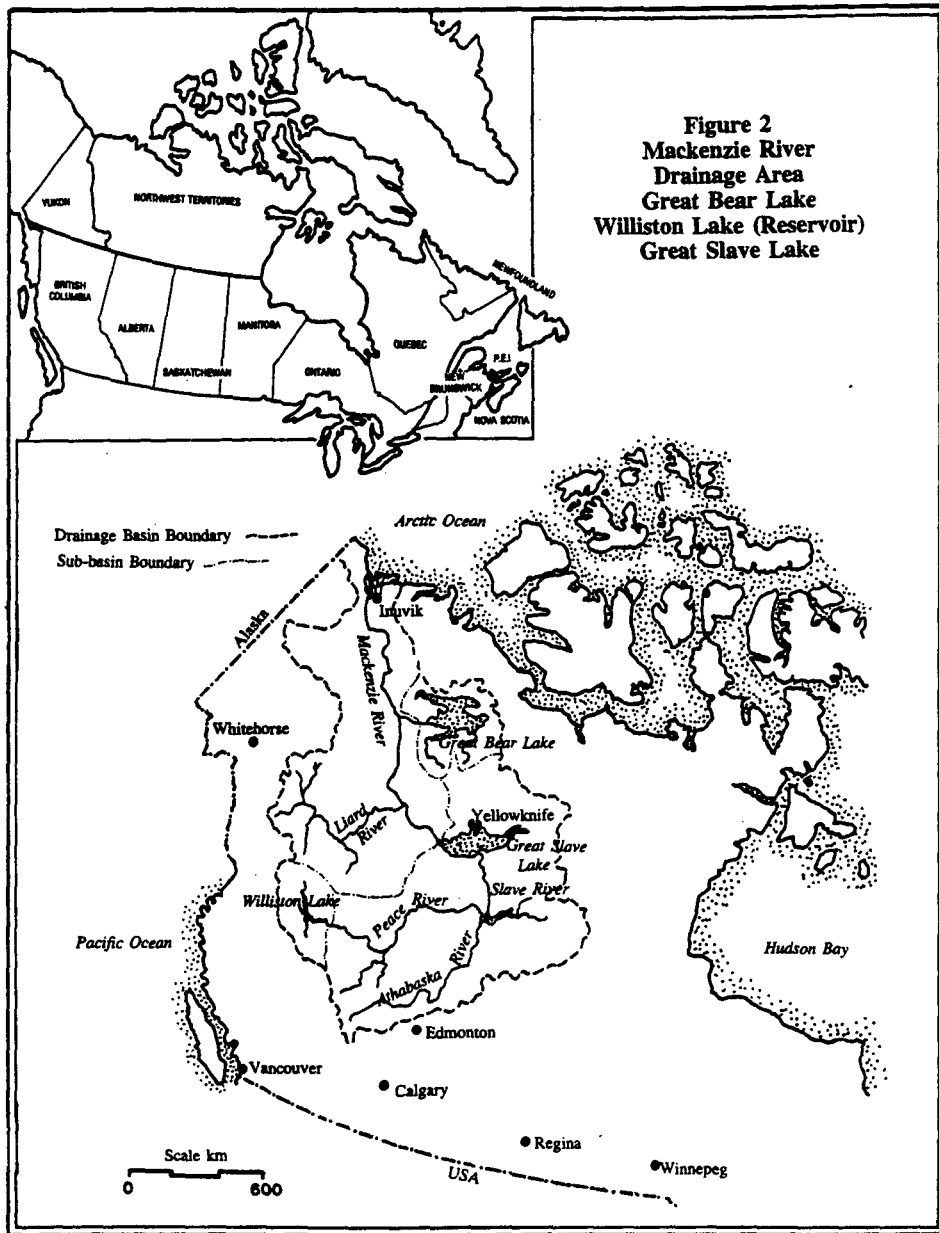 Figure 2
Mackenzie River
Drainage Area
Great Bear Lake
Williston Lake (Reservoir)
Great Slave Lake
YUKON
NORTHWEST TERRITORIES
BRITISH
COLUMBIA
ALBERTA
SASKATCHEWAN
MANITOBA
ONTARIO
QUEBEC
NEWFOUNDLAND
P.E.I.
NEW
BRUNSWICK
NOVA SCOTIA
Drainage Basin Boundary
Sub-basin Boundary
Arctic Ocean
Alaska
Inuvik
Mackenzie River
Whitehorse
Great Bear Lake
Liard
River
Yellowknife
Great Slave
Lake
Williston Lake
Slave River
Peace River
Athabaska River
Pacific Ocean
Hudson Bay
Edmonton
Vancouver
Calgary
Regina
Winnepeg
USA
Scale km
0 600